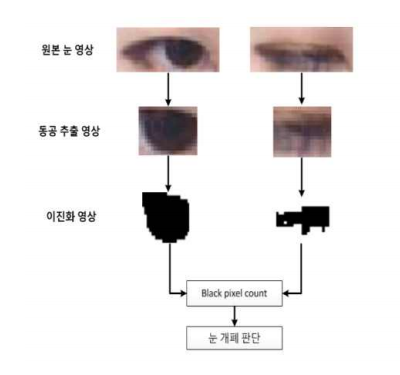 원본 눈 영상
동공 추출 영상
이진화 영상
Black pixel count
눈 개폐 판단